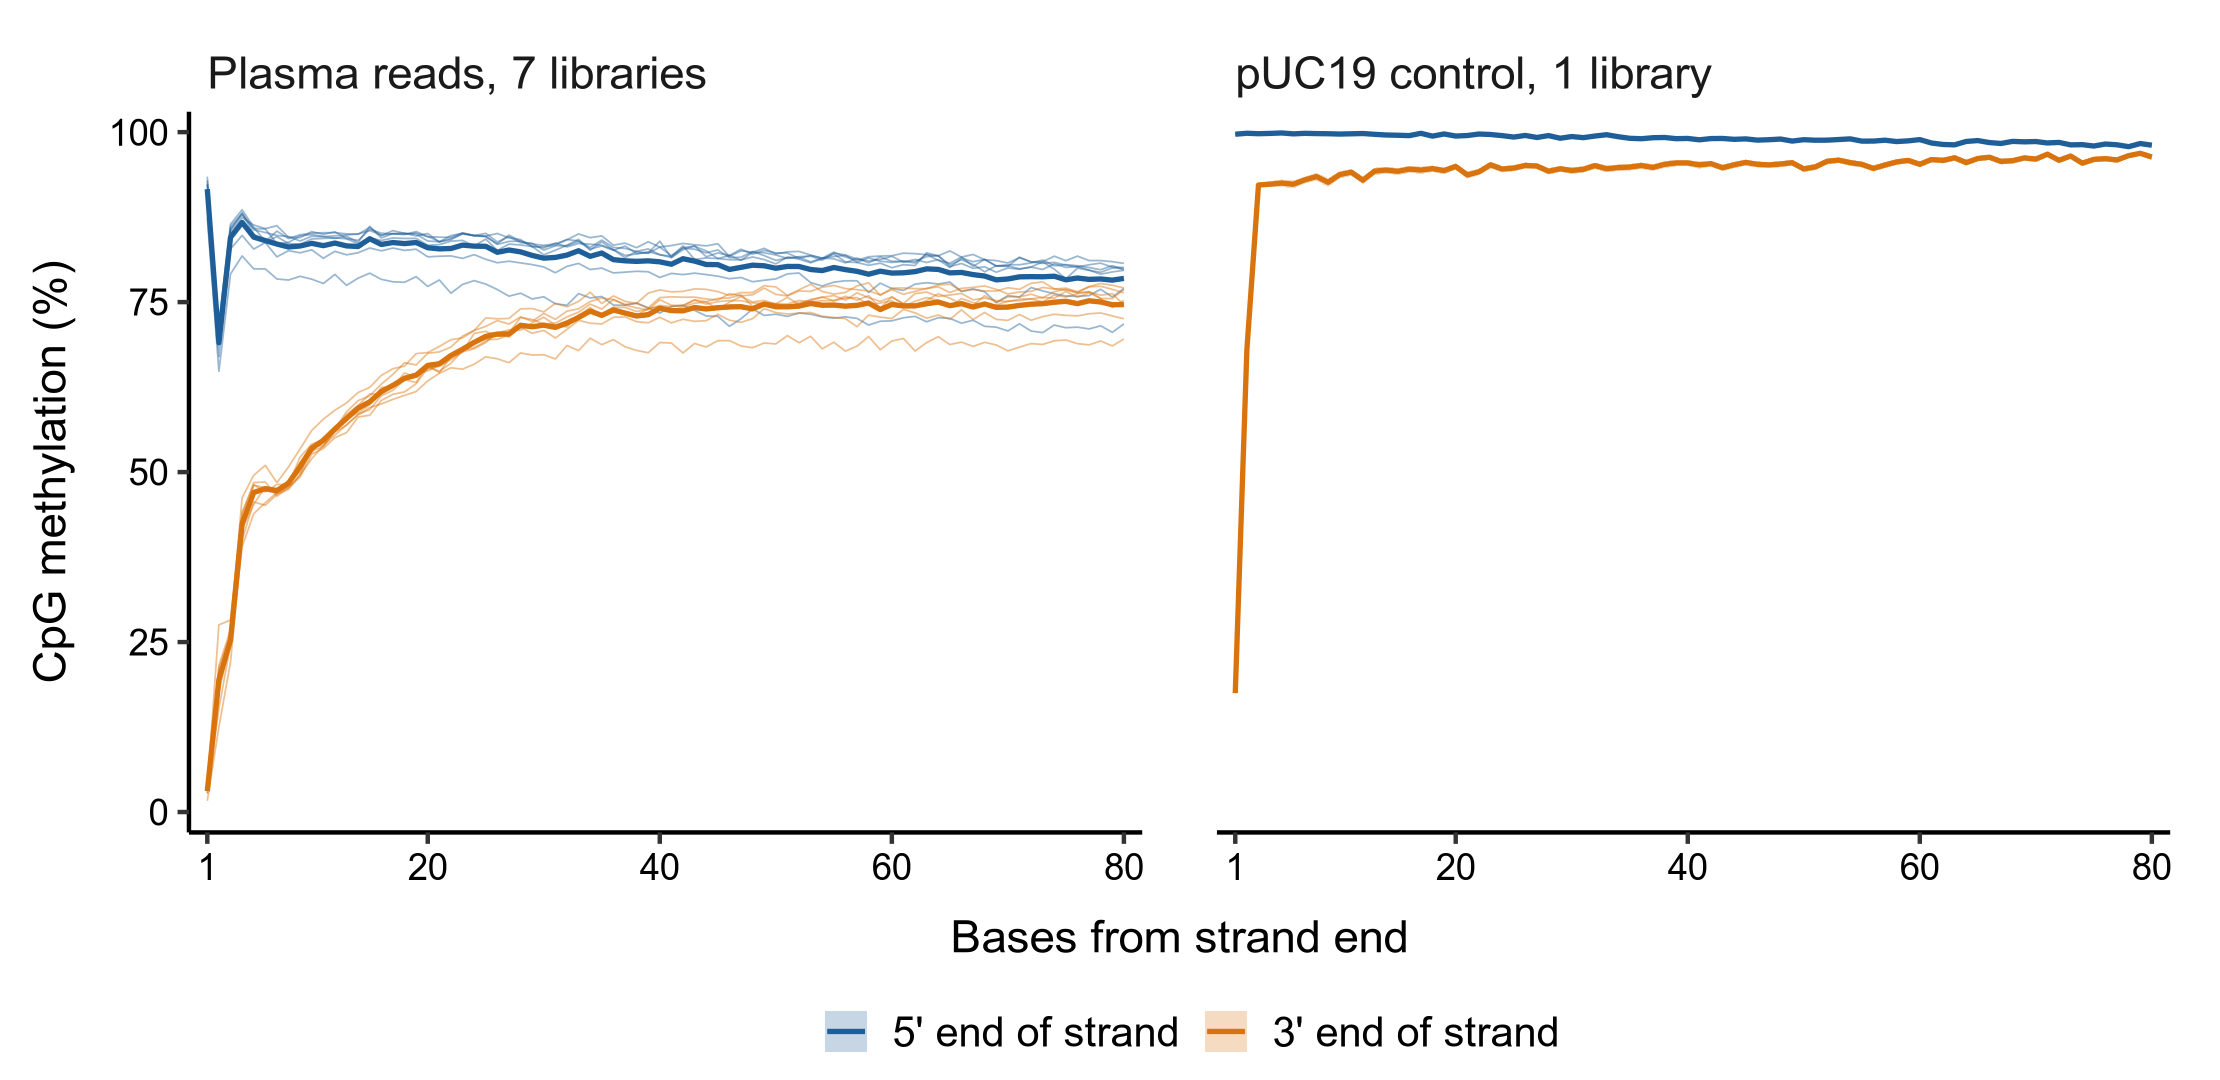 Plasma reads, 7 libraries
pUC19 control, 1 library
CpG methylation (%)
100
75
50
25
0
1 20 40 60 80
1 20 40 60 80
Bases from strand end
5' end of strand 3' end of strand